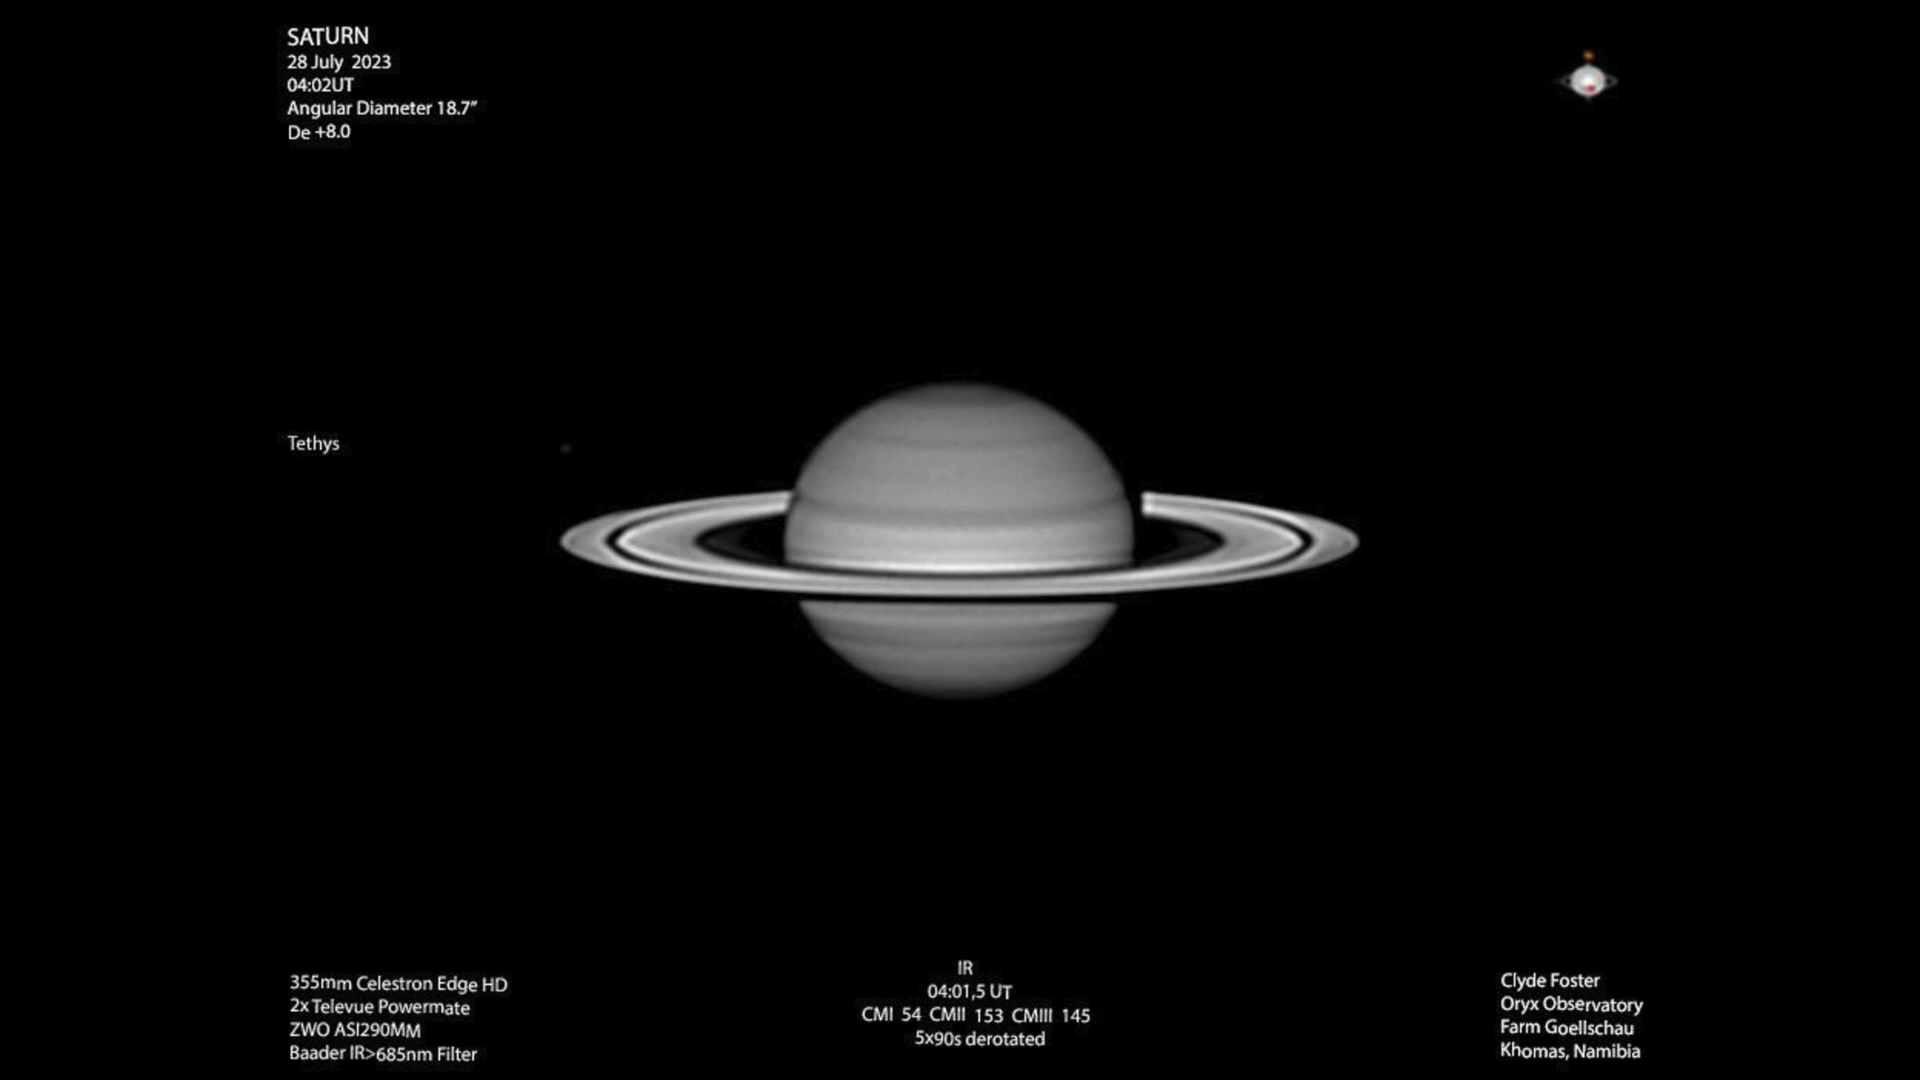 SATURN
28 July 2023
04:02UT
Angular Diameter 18.7"
De +8.0
Tethys
355mm Celestron Edge HD
2x Televue Powermate
ZWO ASI290MM
Baader IR>685nm Filter
IR
04:01,5 UT
CMI 54 CMII 153 CMIII 145
5x90s derotated
Clyde Foster
Oryx Observatory
Farm Goellschau
Khomas, Namibia